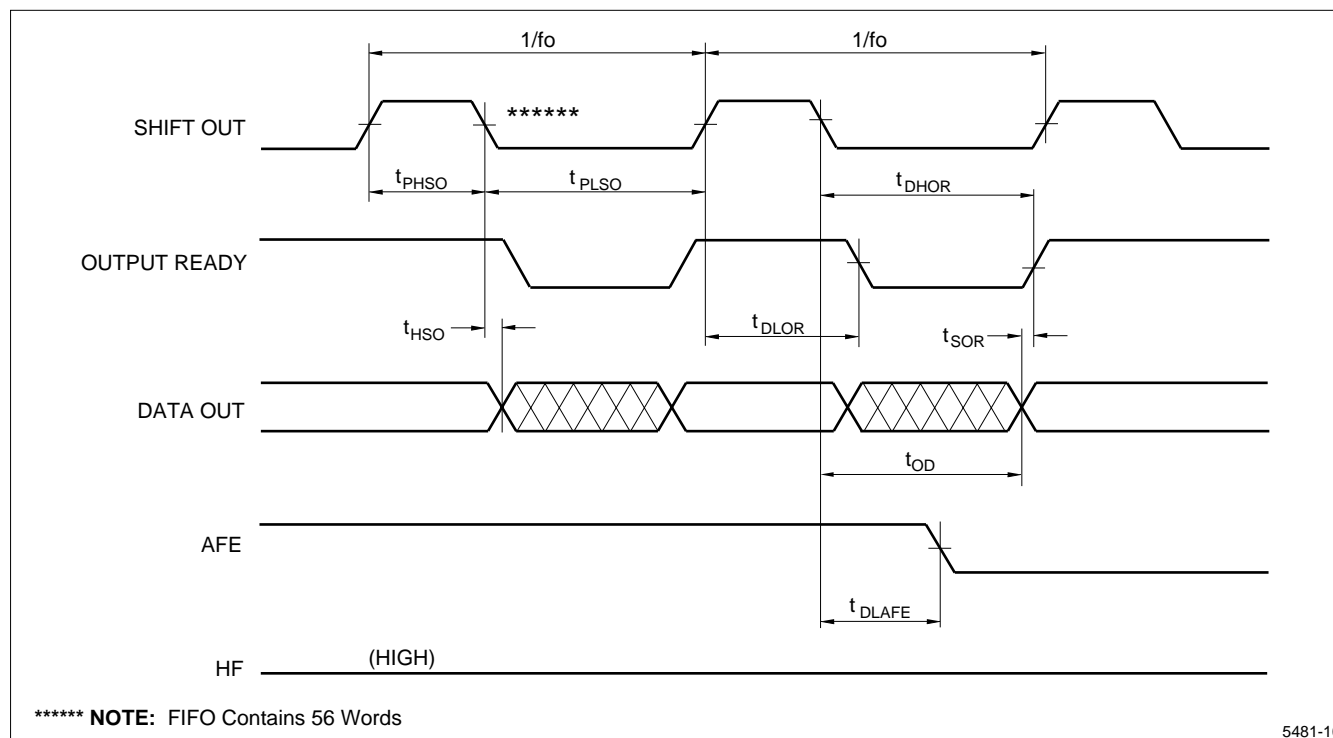 1/fo 1/fo
SHIFT OUT ******
tPHSO tPLSO tDHOR
OUTPUT READY
tHSO tDLOR tSOR
DATA OUT
tOD
AFE
tDLAFE
HF (HIGH)
****** NOTE: FIFO Contains 56 Words